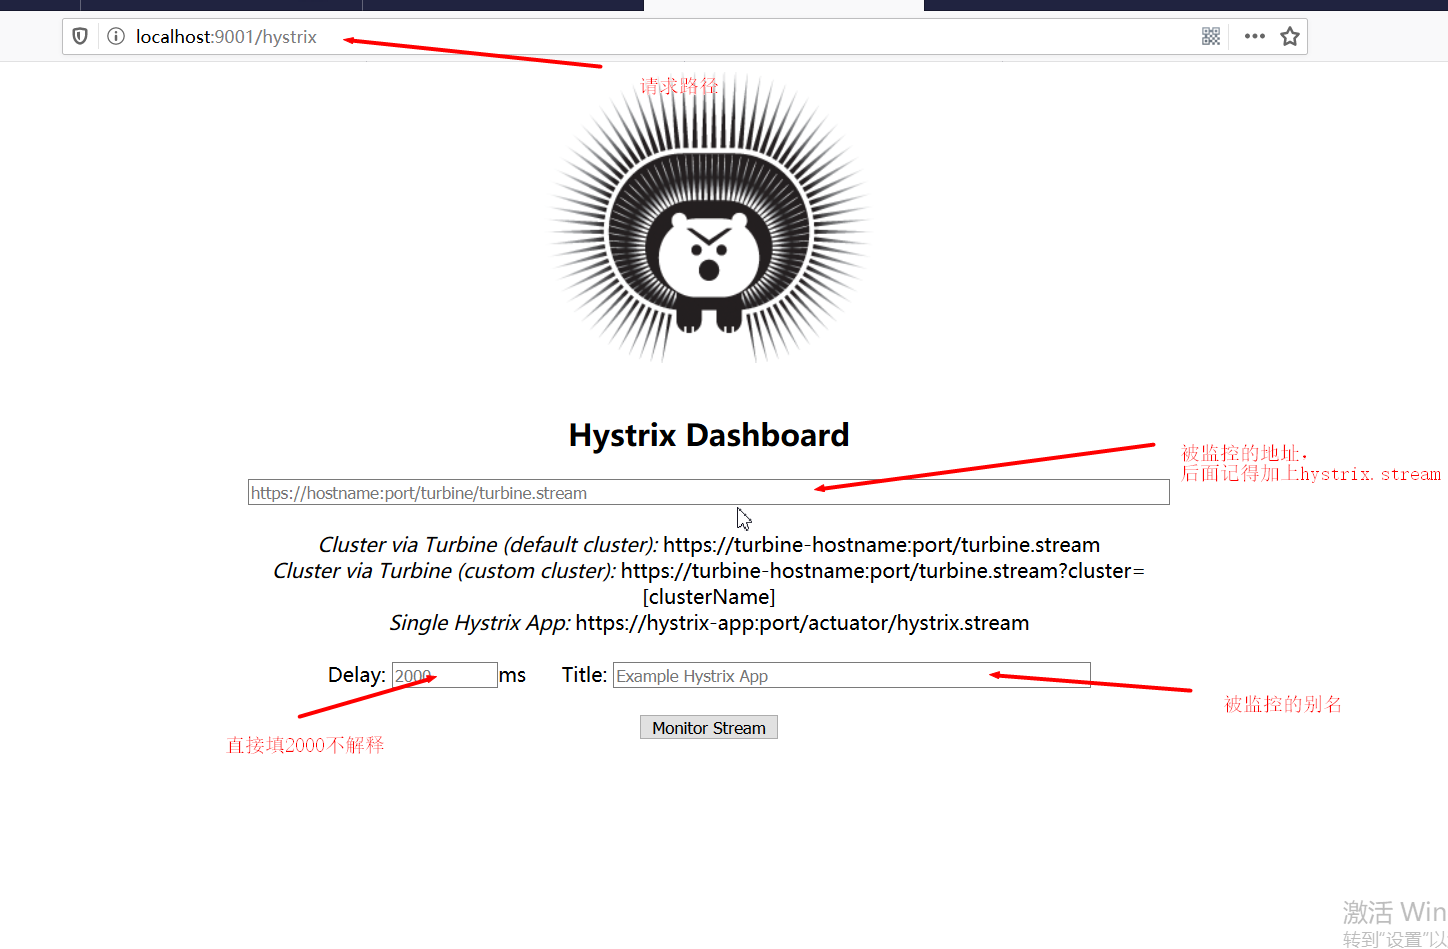 localhost:9001/hystrix
请求路径
Hystrix Dashboard
被监控的地址.
后面记得加上hystrix.stream
https://hostname:port/turbine/turbine.stream
Cluster via Turbine (default cluster): https://turbine-hostname:port/turbine.stream
Cluster via Turbine (custom cluster): https://turbine-hostname:port/turbine.stream?cluster=
[clusterName]
Single Hystrix App: https://hystrix-app:port/actuator/hystrix.stream
Delay: 2000 ms Title: Example Hystrix App
被监控的别名
Monitor Stream
直接填2000不解释
激活 Win
转到“设置”以